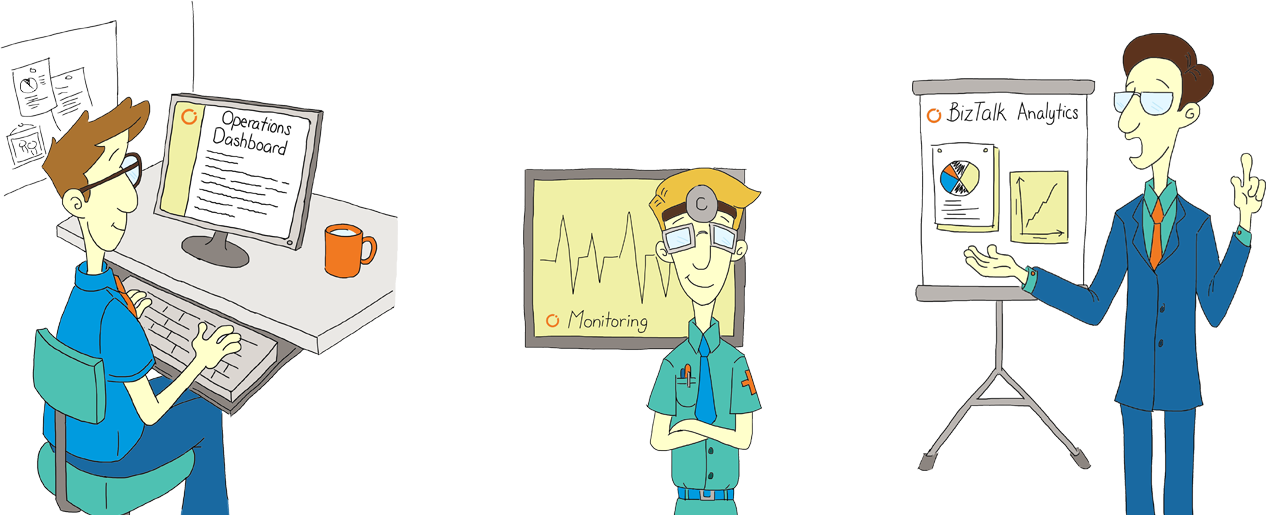 Operations
Dashboard
Monitoring
BizTalk Analytics